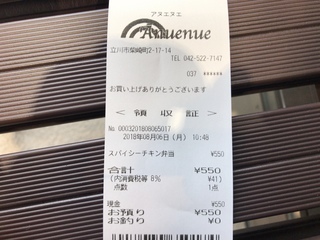 アヌエヌエ
Anuenue
立川市柴崎町2-17-14
TEL 042-522-7147
037 ******
お買い上げありがとうございます
＜ 領 収 証 ＞
No.0003201808065017
2018年08月06日（月） 10:48
スパイシーチキン弁当 ¥550
合計 ¥550
（内消費税等 8% ¥41）
点数 1点
現金 ¥550
お預り ¥550
お釣り ¥0